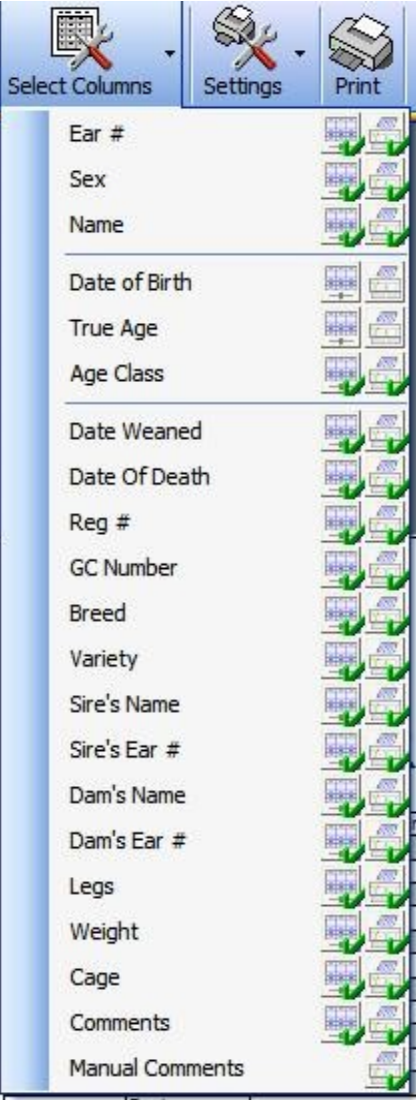 Select Columns Settings Print
Ear #
Sex
Name
Date of Birth
True Age
Age Class
Date Weaned
Date Of Death
Reg #
GC Number
Breed
Variety
Sire's Name
Sire's Ear #
Dam's Name
Dam's Ear #
Legs
Weight
Cage
Comments
Manual Comments